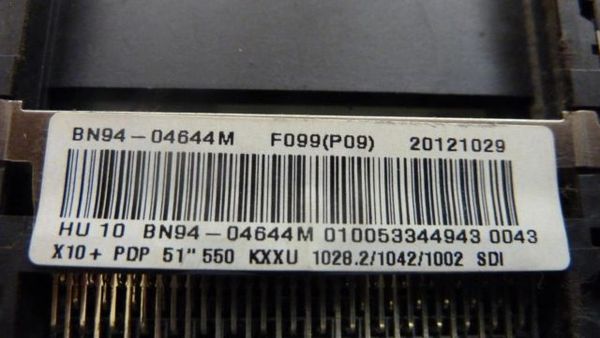 BN94-04644M F099(P09) 20121029
HU 10 BN94-04644M 010053344943 0043
X10+ PDP 51" 550 KXXU 1028.2/1042/1002 SDI